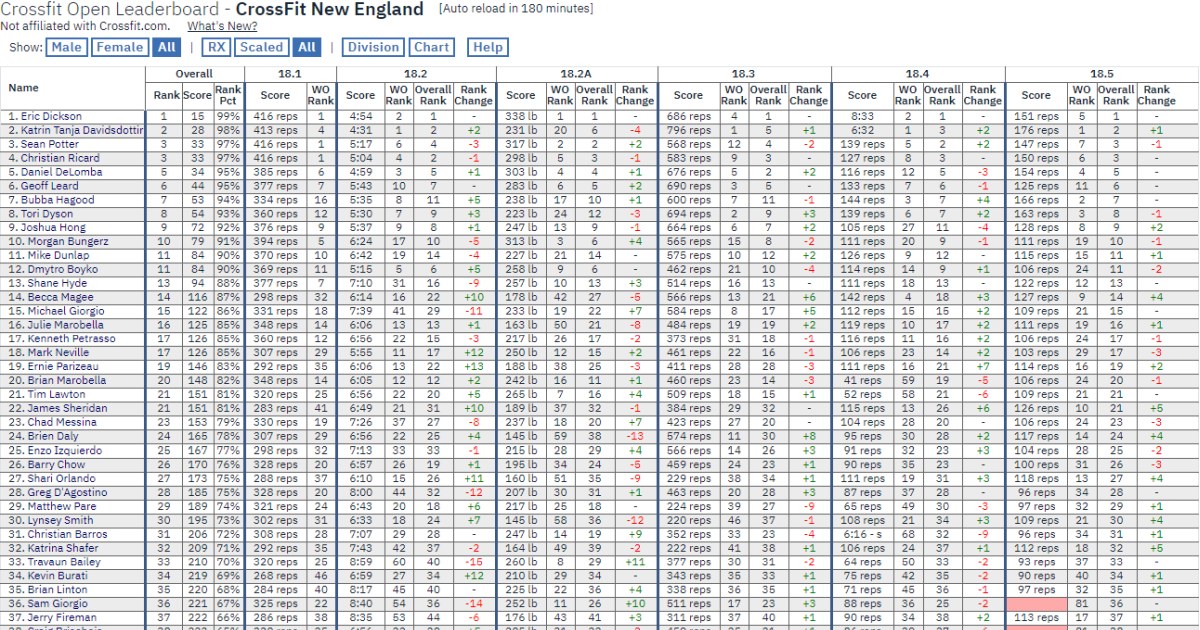 Crossfit Open Leaderboard - CrossFit New England [Auto reload in 180 minutes]
Not affiliated with Crossfit.com. What's New?
Show: Male Female All | RX Scaled All | Division Chart Help
Name Overall 18.1 18.2 18.2A 18.3 18.4 18.5
Rank Score Rank Pct Score WO Rank Score WO Rank Overall Rank Rank Change Score WO Rank Overall Rank Rank Change Score WO Rank Overall Rank Rank Change Score WO Rank Overall Rank Rank Change Score WO Rank Overall Rank Rank Change
1. Eric Dickson 1 15 99% 416 reps 1 4:54 2 1 - 338 lb 1 1 - 686 reps 4 1 - 8:33 2 1 - 151 reps 5 1 -
2. Katrin Tanja Davidsdottir 2 28 98% 413 reps 4 4:31 1 2 +2 231 lb 20 6 -4 796 reps 1 5 +1 6:32 1 3 +2 176 reps 1 2 +1
3. Sean Potter 3 33 97% 416 reps 1 5:17 6 4 -3 317 lb 2 2 +2 568 reps 12 4 -2 139 reps 5 2 +2 147 reps 7 3 -1
4. Christian Ricard 3 33 97% 416 reps 1 5:04 4 2 -1 298 lb 5 3 -1 583 reps 9 3 - 127 reps 8 3 - 150 reps 6 3 -
5. Daniel DeLomba 5 34 95% 385 reps 6 4:59 3 5 +1 303 lb 4 4 +1 676 reps 5 2 +2 116 reps 12 5 -3 154 reps 4 5 -
6. Geoff Leard 6 44 95% 377 reps 7 5:43 10 7 - 283 lb 6 5 +2 690 reps 3 5 - 133 reps 7 6 -1 125 reps 11 6 -
7. Bubba Hagood 7 53 94% 334 reps 16 5:35 8 11 +5 238 lb 17 10 +1 600 reps 7 11 -1 144 reps 3 7 +4 166 reps 2 7 -
8. Tori Dyson 8 54 93% 360 reps 12 5:30 7 9 +3 223 lb 24 12 -3 694 reps 2 9 +3 139 reps 6 7 +2 163 reps 3 8 -1
9. Joshua Hong 9 72 92% 376 reps 9 5:37 9 8 +1 247 lb 13 9 -1 664 reps 6 7 +2 105 reps 27 11 -4 128 reps 8 9 +2
10. Morgan Bungerz 10 79 91% 394 reps 5 6:24 17 10 -5 313 lb 3 6 +4 565 reps 15 8 -2 111 reps 20 9 -1 111 reps 19 10 -1
11. Mike Dunlap 11 84 90% 370 reps 10 6:42 19 14 -4 227 lb 21 14 - 575 reps 10 12 +2 126 reps 9 12 - 115 reps 15 11 +1
12. Dmytro Boyko 11 84 90% 369 reps 11 5:15 5 6 +5 258 lb 9 6 - 462 reps 21 10 -4 114 reps 14 9 +1 106 reps 24 11 -2
13. Shane Hyde 13 94 88% 377 reps 7 7:10 31 16 -9 257 lb 10 13 +3 514 reps 16 13 - 111 reps 18 13 - 122 reps 12 13 -
14. Becca Magee 14 116 87% 298 reps 32 6:14 16 22 +10 178 lb 42 27 -5 566 reps 13 21 +6 142 reps 4 18 +3 127 reps 9 14 +4
15. Michael Giorgio 15 122 86% 331 reps 18 7:39 41 29 -11 233 lb 19 22 +7 584 reps 8 17 +5 112 reps 15 15 +2 109 reps 21 15 -
16. Julie Marobella 16 125 85% 348 reps 14 6:06 13 13 +1 163 lb 50 21 -8 484 reps 19 19 +2 119 reps 10 17 +2 111 reps 19 16 +1
17. Kenneth Petrasso 17 126 85% 360 reps 12 6:56 22 15 -3 217 lb 26 17 -2 373 reps 31 18 -1 116 reps 11 16 +2 106 reps 24 17 -1
18. Mark Neville 17 126 85% 307 reps 29 5:55 11 17 +12 250 lb 12 15 +2 461 reps 22 16 -1 106 reps 23 14 +2 103 reps 29 17 -3
19. Ernie Parizeau 19 146 83% 292 reps 35 6:06 13 22 +13 188 lb 38 25 -3 411 reps 28 28 -3 111 reps 16 21 +7 114 reps 16 19 +2
20. Brian Marobella 20 148 82% 348 reps 14 6:05 12 12 +2 242 lb 16 11 +1 460 reps 23 14 -3 41 reps 59 19 -5 106 reps 24 20 -1
21. Tim Lawton 21 151 81% 320 reps 25 6:56 22 20 +5 265 lb 7 16 +4 509 reps 18 15 +1 52 reps 58 21 -6 109 reps 21 21 -
22. James Sheridan 21 151 81% 283 reps 41 6:49 21 31 +10 189 lb 37 32 -1 384 reps 29 32 - 115 reps 13 26 +6 126 reps 10 21 +5
23. Chad Messina 23 153 79% 330 reps 19 7:26 37 27 -8 237 lb 18 20 +7 423 reps 27 20 - 104 reps 28 20 - 106 reps 24 23 -3
24. Brien Daly 24 165 78% 307 reps 29 6:56 22 25 +4 145 lb 59 38 -13 574 reps 11 30 +8 95 reps 30 28 +2 117 reps 14 24 +4
25. Enzo Izquierdo 25 167 77% 298 reps 32 7:13 33 33 -1 215 lb 28 29 +4 566 reps 14 26 +3 91 reps 32 23 +3 104 reps 28 25 -2
26. Barry Chow 26 170 76% 328 reps 20 6:57 26 19 +1 195 lb 34 24 -5 459 reps 24 23 +1 90 reps 35 23 - 100 reps 31 26 -3
27. Shari Orlando 27 173 75% 288 reps 37 6:10 15 26 +11 160 lb 51 35 -9 229 reps 38 34 +1 111 reps 19 31 +3 118 reps 13 27 +4
28. Greg D'Agostino 28 185 75% 328 reps 20 8:00 44 32 -12 207 lb 30 31 +1 463 reps 20 28 +3 87 reps 37 28 - 96 reps 34 28 -
29. Matthew Pare 29 189 74% 321 reps 24 6:43 20 18 +6 217 lb 25 18 - 224 reps 39 27 -9 65 reps 49 30 -3 97 reps 32 29 +1
30. Lynsey Smith 30 195 73% 302 reps 31 6:33 18 24 +7 145 lb 58 36 -12 220 reps 46 37 -1 108 reps 21 34 +3 109 reps 21 30 +4
31. Christian Barros 31 206 72% 308 reps 28 7:07 29 28 - 247 lb 14 19 +9 352 reps 33 23 -4 6:16 - s 68 32 -9 96 reps 34 31 +1
32. Katrina Shafer 32 209 71% 292 reps 35 7:43 42 37 -2 164 lb 49 39 -2 222 reps 41 38 +1 106 reps 24 37 +1 112 reps 18 32 +5
33. Travaun Bailey 33 210 70% 320 reps 25 8:59 60 40 -15 260 lb 8 29 +11 377 reps 30 31 -2 64 reps 50 33 -2 93 reps 37 33 -
34. Kevin Burati 34 219 69% 268 reps 46 6:59 27 34 +12 210 lb 29 34 - 343 reps 35 33 +1 75 reps 42 35 -2 90 reps 40 34 +1
35. Brian Linton 35 220 68% 284 reps 40 8:17 45 40 - 225 lb 22 36 +4 338 reps 36 35 +1 71 reps 45 36 -1 97 reps 32 35 +1
36. Sam Giorgio 36 221 67% 325 reps 22 8:40 54 36 -14 252 lb 11 26 +10 511 reps 17 23 +3 88 reps 36 25 -2 81 36 -
37. Jerry Fireman 37 222 66% 286 reps 38 8:35 53 44 -6 176 lb 43 41 +3 311 reps 37 40 +1 90 reps 34 38 +2 113 reps 17 37 +1